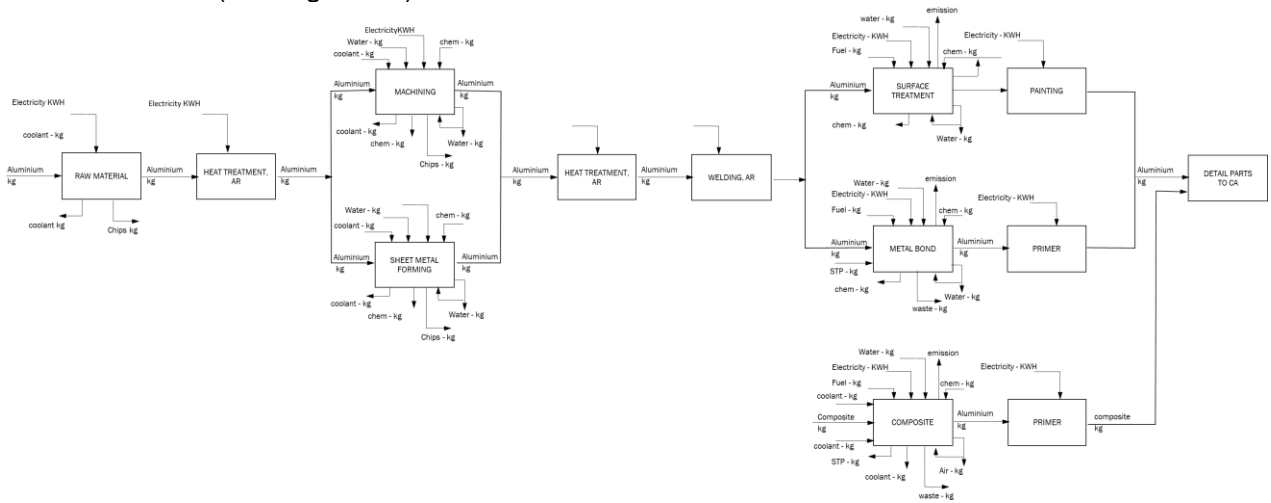 ElectricityKWH
Water - kg
chem - kg
coolant - kg
Aluminium
kg
MACHINING
Aluminium
kg
coolant - kg
chem - kg
Water - kg
Chips - kg
Electricity KWH
coolant - kg
Aluminium
kg
RAW MATERIAL
coolant kg
Chips kg
Aluminium
kg
Electricity KWH
HEAT TREATMENT,
AR
Aluminium
kg
Water - kg
chem - kg
coolant - kg
Aluminium
kg
SHEET METAL
FORMING
Aluminium
kg
coolant - kg
chem - kg
Water - kg
Chips - kg
HEAT TREATMENT,
AR
Aluminium
kg
WELDING, AR
water - kg
emission
Electricity - KWH
Fuel - kg
chem - kg
Aluminium
kg
SURFACE
TREATMENT
chem - kg
Water - kg
Electricity - KWH
PAINTING
Aluminium
kg
DETAIL PARTS
TO CA
Water - kg
emission
Electricity - KWH
Fuel - kg
chem - kg
Aluminium
kg
STP - kg
METAL BOND
chem - kg
waste - kg
Water - kg
Aluminium
kg
Electricity - KWH
PRIMER
Water - kg
emission
Electricity - KWH
Fuel - kg
chem - kg
coolant - kg
Composite
kg
coolant - kg
COMPOSITE
STP - kg
coolant - kg
Air - kg
waste - kg
Aluminium
kg
Electricity - KWH
PRIMER
composite
kg